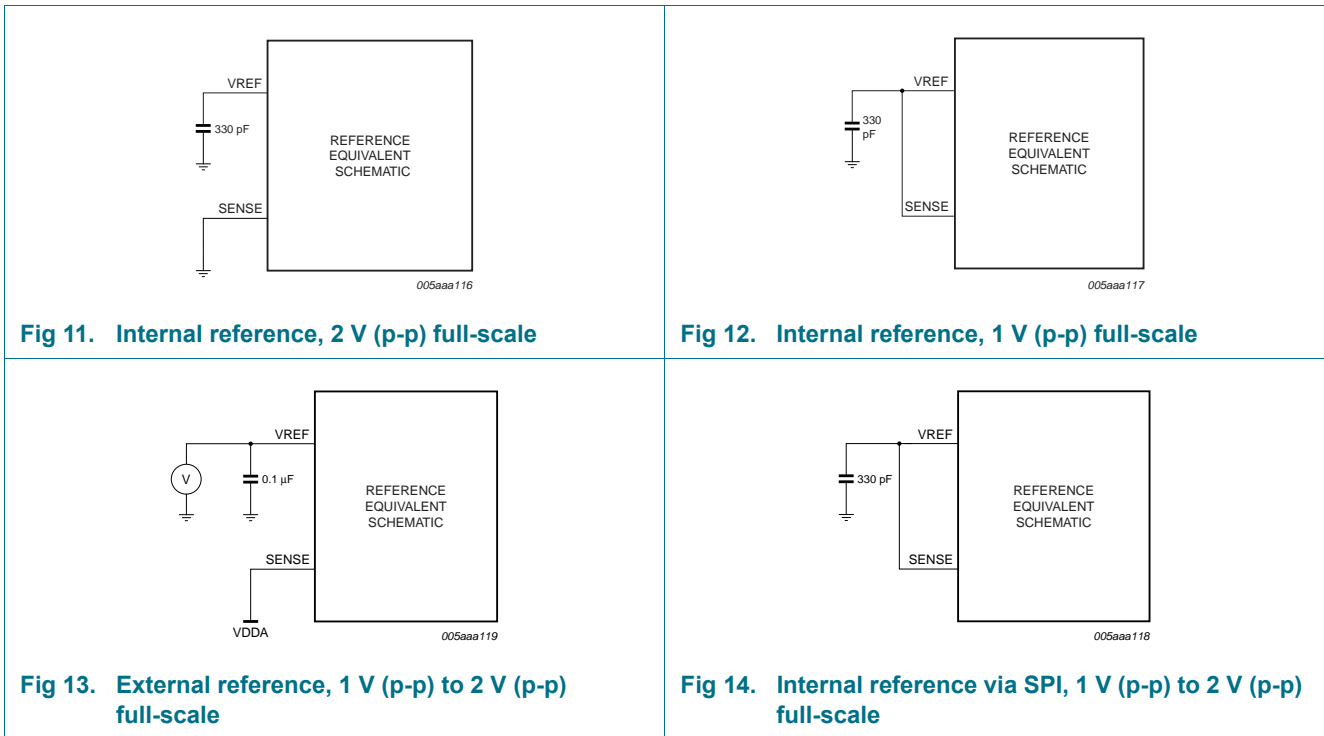 VREF
330 pF
REFERENCE
EQUIVALENT
SCHEMATIC
SENSE
005aaa116
Fig 11. Internal reference, 2 V (p-p) full-scale
VREF
330
pF
REFERENCE
EQUIVALENT
SCHEMATIC
SENSE
005aaa117
Fig 12. Internal reference, 1 V (p-p) full-scale
VREF
V
0.1 μF
REFERENCE
EQUIVALENT
SCHEMATIC
SENSE
VDDA
005aaa119
Fig 13. External reference, 1 V (p-p) to 2 V (p-p)
full-scale
VREF
330 pF
REFERENCE
EQUIVALENT
SCHEMATIC
SENSE
005aaa118
Fig 14. Internal reference via SPI, 1 V (p-p) to 2 V (p-p)
full-scale